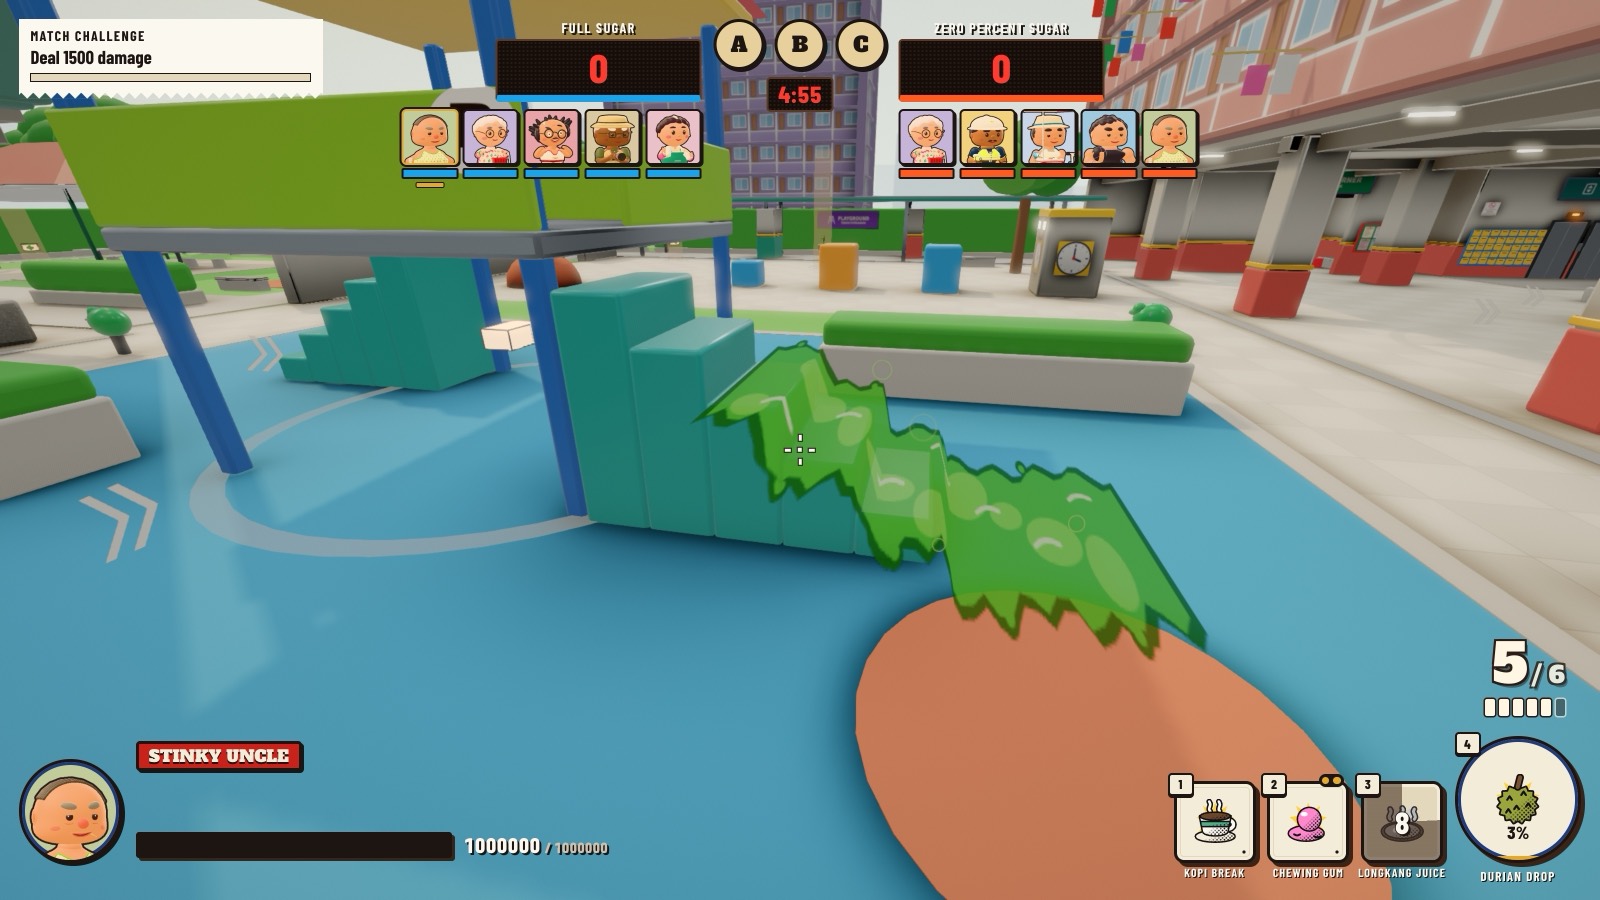 MATCH CHALLENGE
Deal 1500 damage
FULL SUGAR
0
A B C
4:55
ZERO PERCENT SUGAR
0
PLAYGROUND
STINKY UNCLE
1000000 / 1000000
5/6
1
2
3
4
8
3%
KOPI BREAK
CHEWING GUM
LONGKANG JUICE
DURIAN DROP